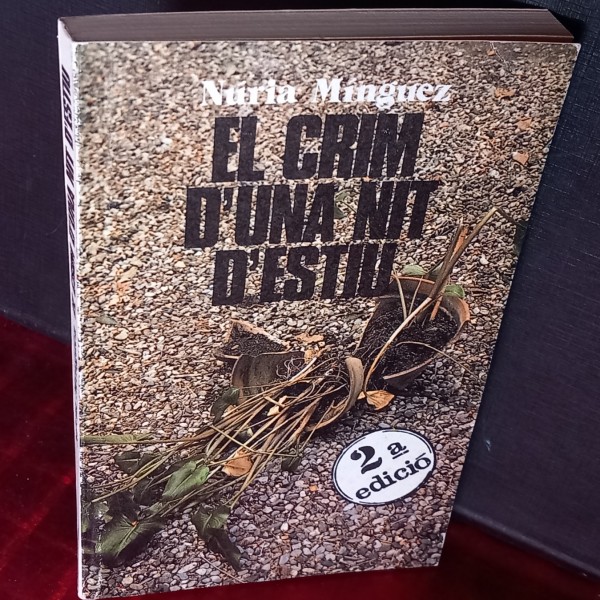 Núria Mínguez
EL CRIM
D'UNA NIT
D'ESTIU
2a
edició